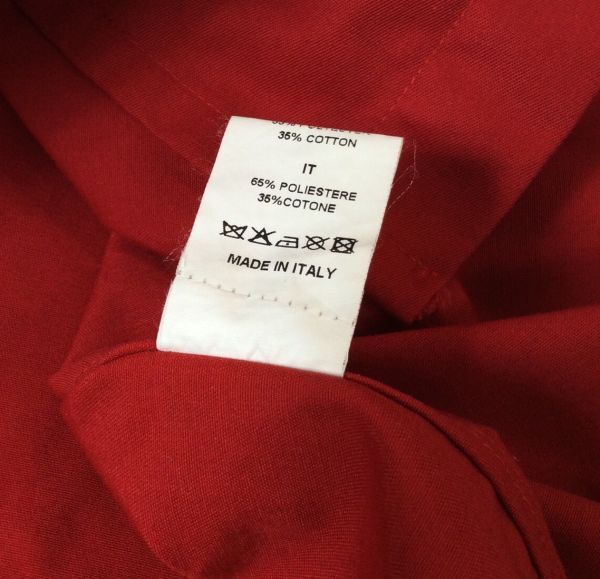 35% COTTON
IT
65% POLIESTERE
35%COTONE
MADE IN ITALY